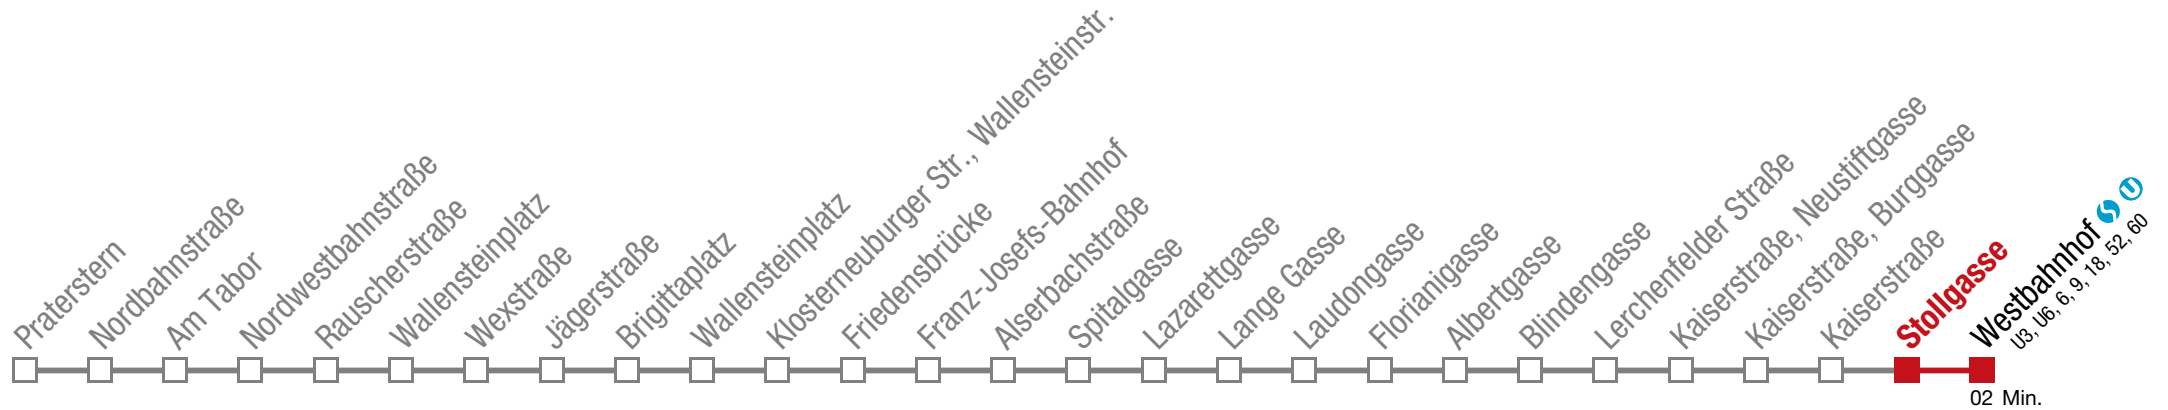 Praterstern
Nordbahnstraße
Am Tabor
Nordwestbahnstraße
Rauscherstraße
Wallensteinplatz
Wexstraße
Jägerstraße
Brigittaplatz
Wallensteinplatz
Klosterneuburger Str., Wallensteinstr.
Friedensbrücke
Franz-Josefs-Bahnhof
Alserbachstraße
Spitalgasse
Lazarettgasse
Lange Gasse
Laudongasse
Florianigasse
Albertgasse
Blindengasse
Lerchenfelder Straße
Kaiserstraße, Neustiftgasse
Kaiserstraße, Burggasse
Kaiserstraße
Stollgasse
Westbahnhof S U
U3, U6, 6, 9, 18, 52, 60
02 Min.